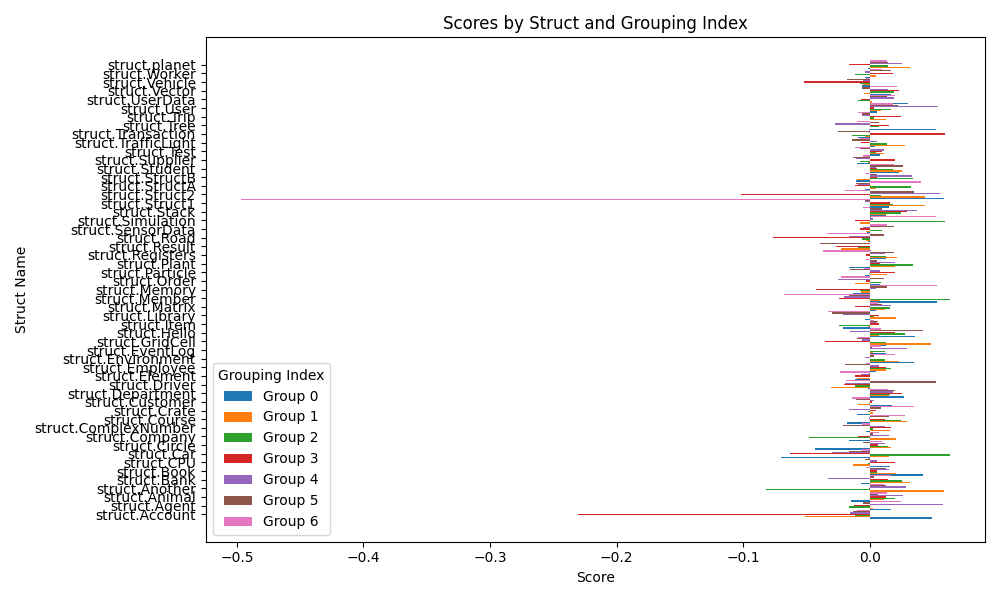 Scores by Struct and Grouping Index
Struct Name
struct.planet
struct.Worker
struct.Vehicle
struct.Vector
struct.UserData
struct.User
struct.Trip
struct.Tree
struct.Transaction
struct.TrafficLight
struct.Test
struct.Supplier
struct.Student
struct.StructB
struct.StructA
struct.Struct2
struct.Struct1
struct.Stack
struct.Simulation
struct.SensorData
struct.Road
struct.Result
struct.Registers
struct.Plant
struct.Particle
struct.Order
struct.Memory
struct.Member
struct.Matrix
struct.Library
struct.Item
struct.Hello
struct.GridCell
struct.EventLog
struct.Environment
struct.Employee
struct.Element
struct.Driver
struct.Department
struct.Customer
struct.Crate
struct.Course
struct.ComplexNumber
struct.Company
struct.Circle
struct.Car
struct.CPU
struct.Book
struct.Bank
struct.Another
struct.Animal
struct.Agent
struct.Account
Grouping Index
Group 0
Group 1
Group 2
Group 3
Group 4
Group 5
Group 6
−0.5 −0.4 −0.3 −0.2 −0.1 0.0
Score